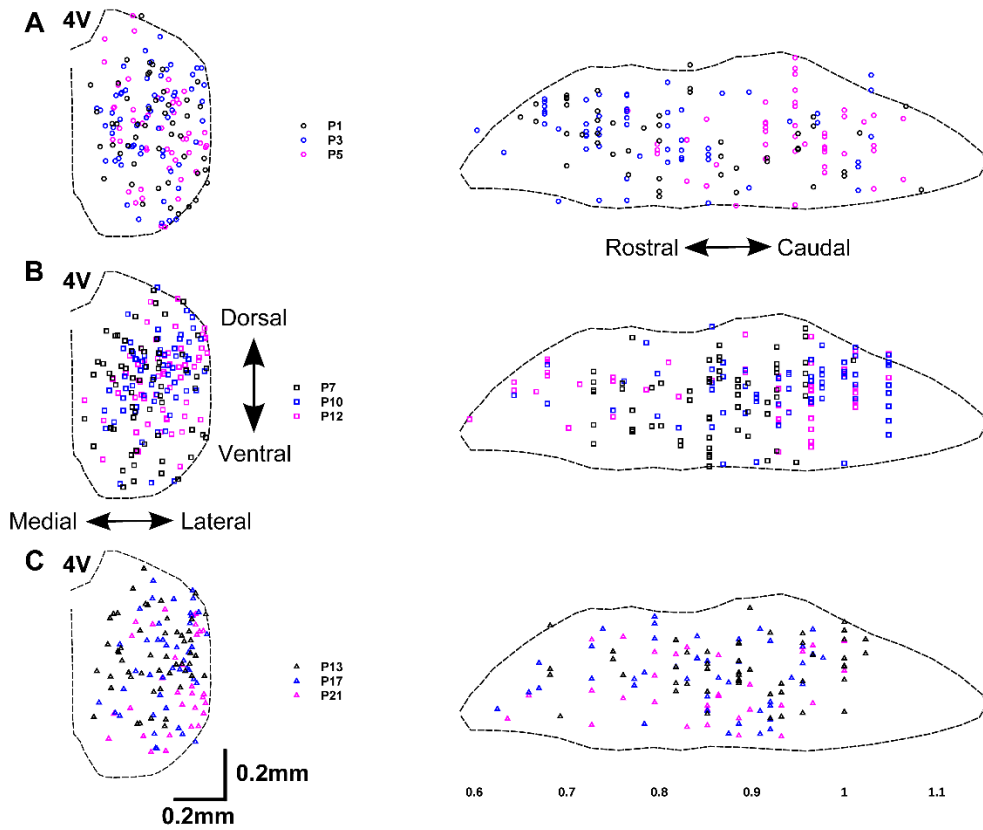 A
4V
P1
P3
P5
Rostral Caudal
B
4V
Dorsal
P7
P10
P12
Ventral
Medial Lateral
C
4V
P13
P17
P21
0.2mm
0.2mm
0.6 0.7 0.8 0.9 1 1.1